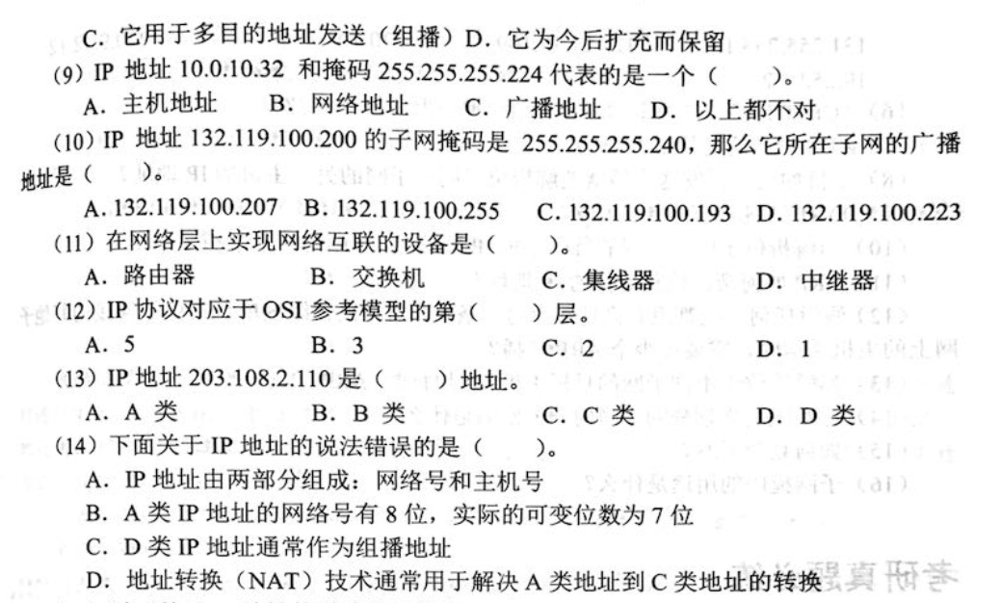 C．它用于多目的地址发送（组播）D．它为今后扩充而保留
(9) IP 地址 10.0.10.32 和掩码 255.255.255.224 代表的是一个（　　）。
A．主机地址　　B．网络地址　　C．广播地址　　D．以上都不对
(10) IP 地址 132.119.100.200 的子网掩码是 255.255.255.240，那么它所在子网的广播
地址是（　　）。
A. 132.119.100.207　B. 132.119.100.255　C. 132.119.100.193　D. 132.119.100.223
(11) 在网络层上实现网络互联的设备是（　　）。
A．路由器　　B．交换机　　C．集线器　　D．中继器
(12) IP 协议对应于 OSI 参考模型的第（　　）层。
A．5　　B．3　　C．2　　D．1
(13) IP 地址 203.108.2.110 是（　　）地址。
A．A 类　　B．B 类　　C．C 类　　D．D 类
(14) 下面关于 IP 地址的说法错误的是（　　）。
A．IP 地址由两部分组成：网络号和主机号
B．A 类 IP 地址的网络号有 8 位，实际的可变位数为 7 位
C．D 类 IP 地址通常作为组播地址
D．地址转换（NAT）技术通常用于解决 A 类地址到 C 类地址的转换